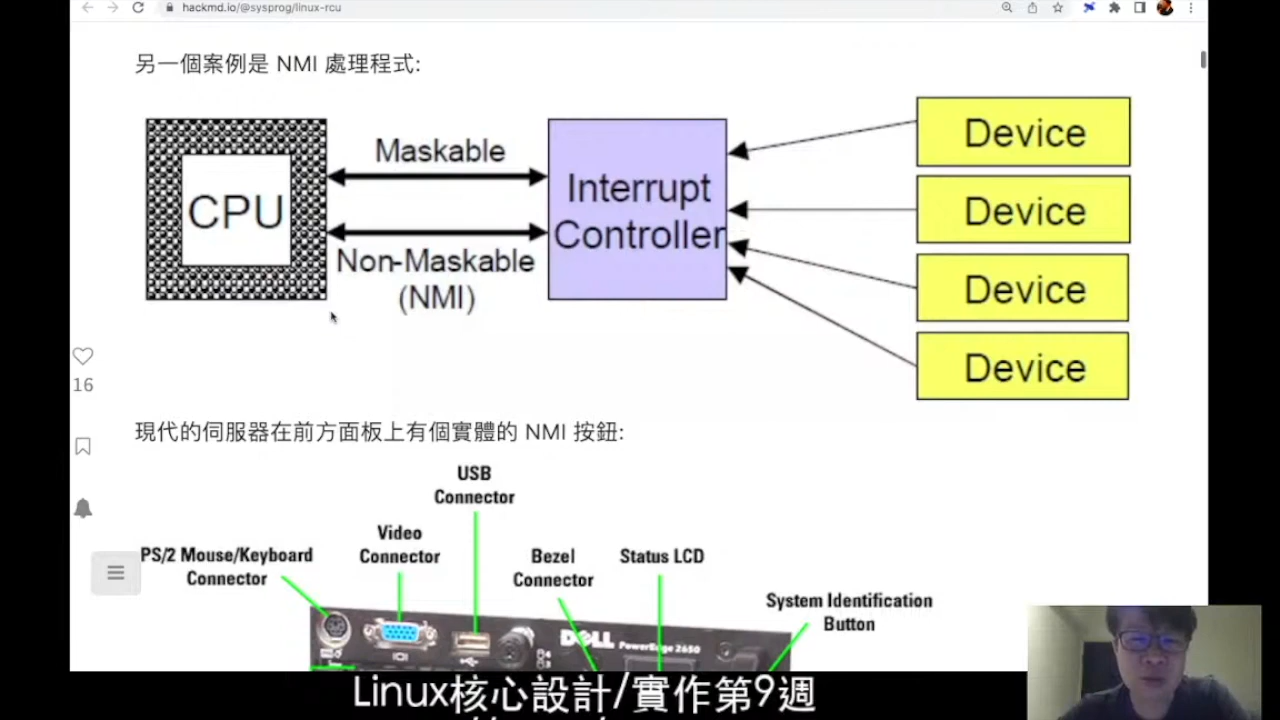 hackmd.io/@sysprog/linux-rcu
另一個案例是 NMI 處理程式:
CPU
Maskable
Non-Maskable
(NMI)
Interrupt
Controller
Device
Device
Device
Device
16
現代的伺服器在前方面板上有個實體的 NMI 按鈕:
USB
Connector
Video
Connector
PS/2 Mouse/Keyboard
Connector
Bezel
Connector
Status LCD
System Identification
Button
DELL PowerEdge 2650
Linux核心設計/實作第9週